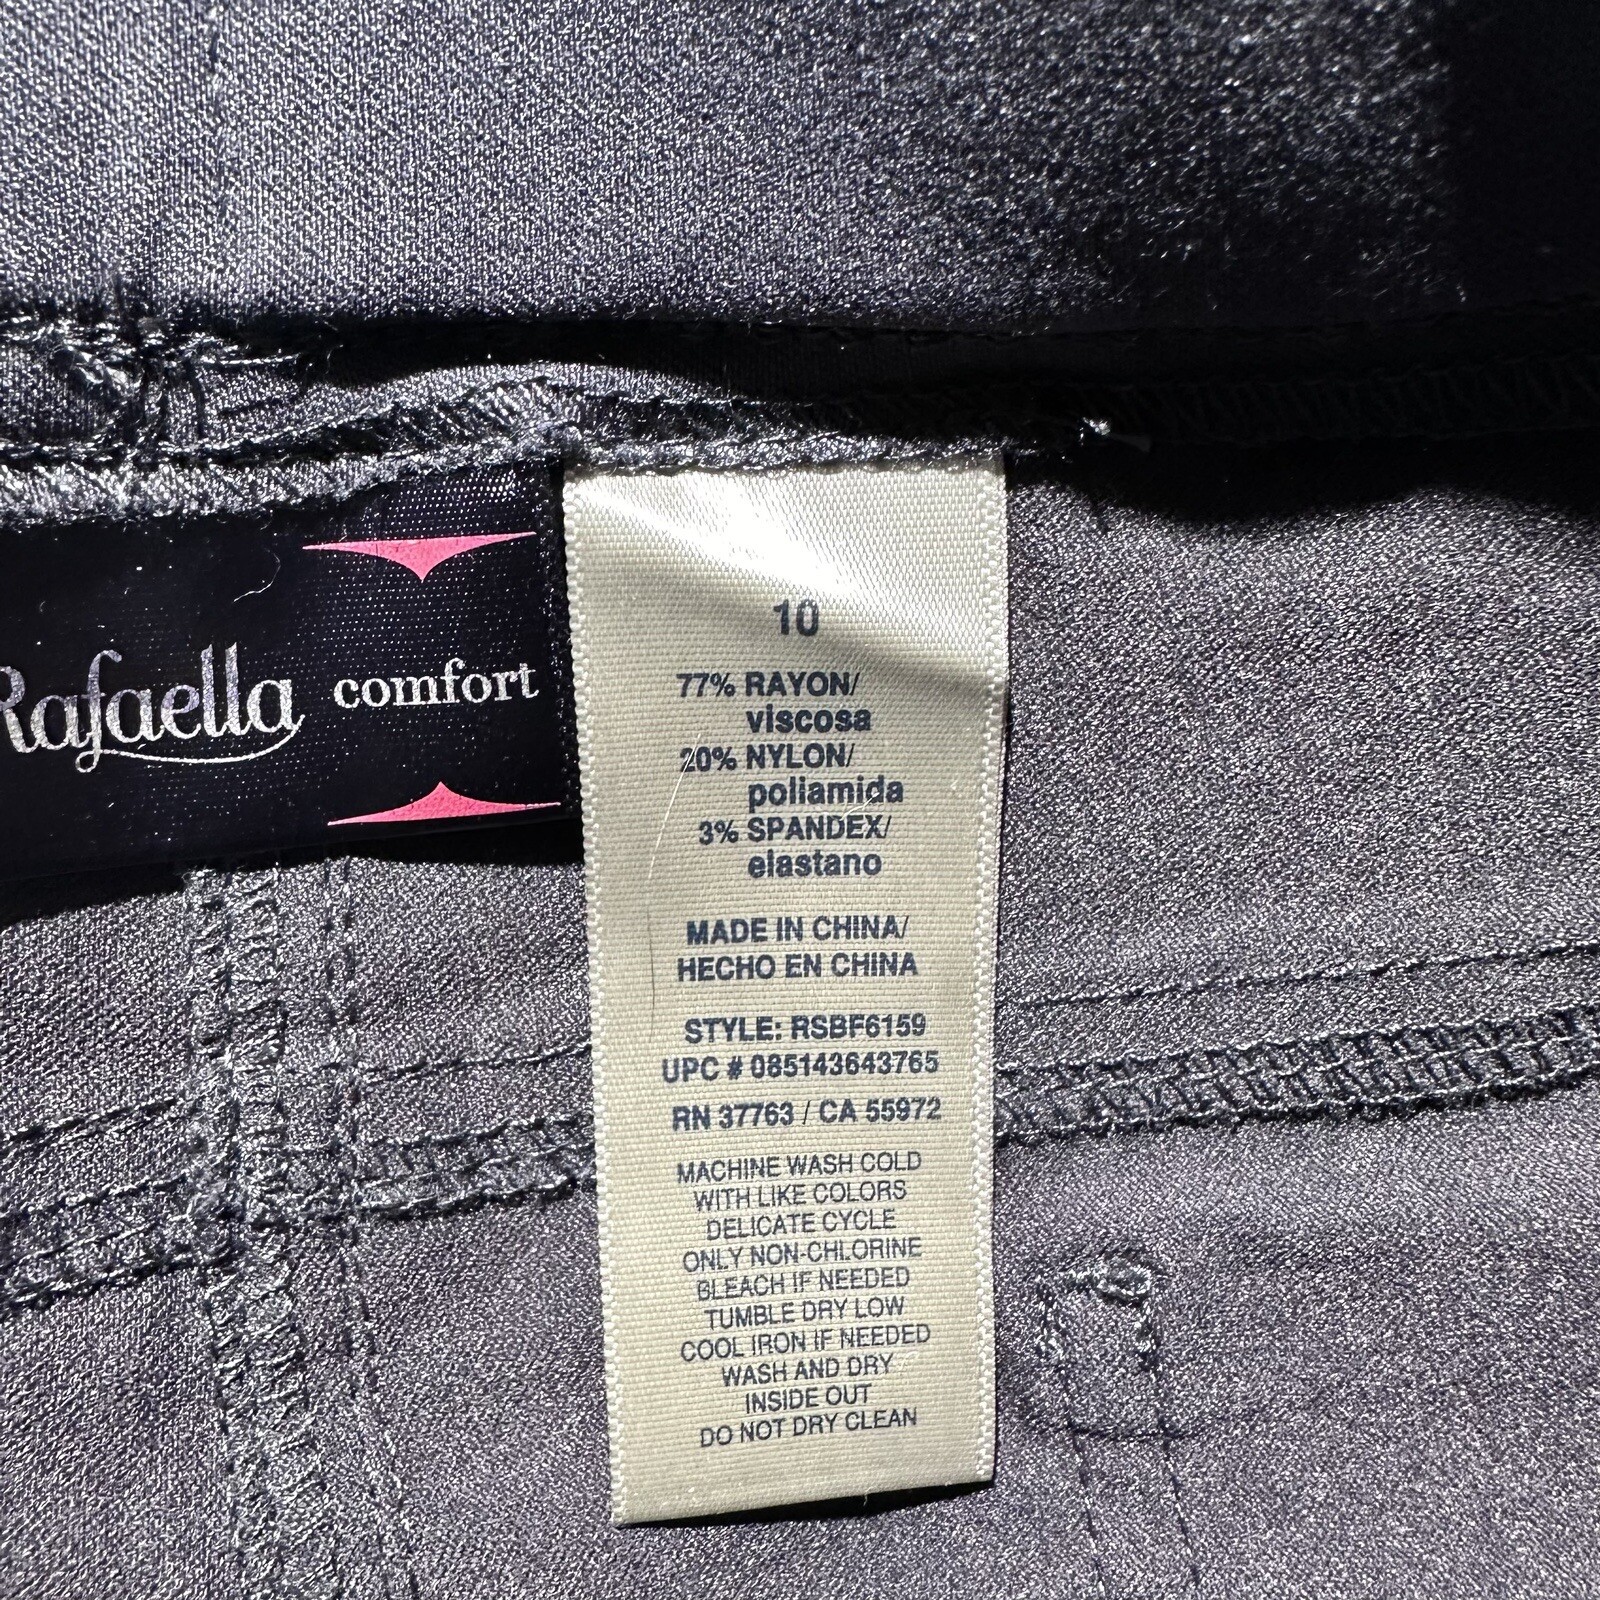 Rafaella comfort
10
77% RAYON/
viscosa
20% NYLON/
poliamida
3% SPANDEX/
elastano
MADE IN CHINA/
HECHO EN CHINA
STYLE: RSBF6159
UPC # 085143643765
RN 37763 / CA 55972
MACHINE WASH COLD
WITH LIKE COLORS
DELICATE CYCLE
ONLY NON-CHLORINE
BLEACH IF NEEDED
TUMBLE DRY LOW
COOL IRON IF NEEDED
WASH AND DRY
INSIDE OUT
DO NOT DRY CLEAN